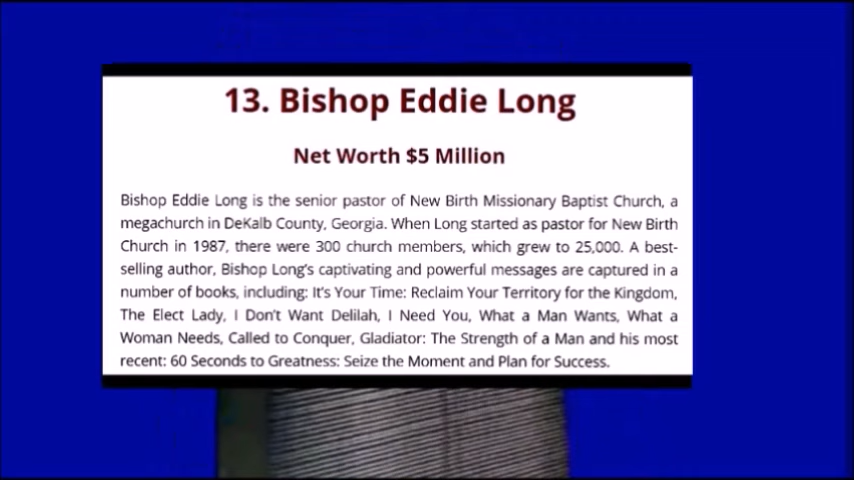 13. Bishop Eddie Long
Net Worth $5 Million
Bishop Eddie Long is the senior pastor of New Birth Missionary Baptist Church, a
megachurch in DeKalb County, Georgia. When Long started as pastor for New Birth
Church in 1987, there were 300 church members, which grew to 25,000. A best-
selling author, Bishop Long's captivating and powerful messages are captured in a
number of books, including: It's Your Time: Reclaim Your Territory for the Kingdom,
The Elect Lady, I Don't Want Delilah, I Need You, What a Man Wants, What a
Woman Needs, Called to Conquer, Gladiator: The Strength of a Man and his most
recent: 60 Seconds to Greatness: Seize the Moment and Plan for Success.